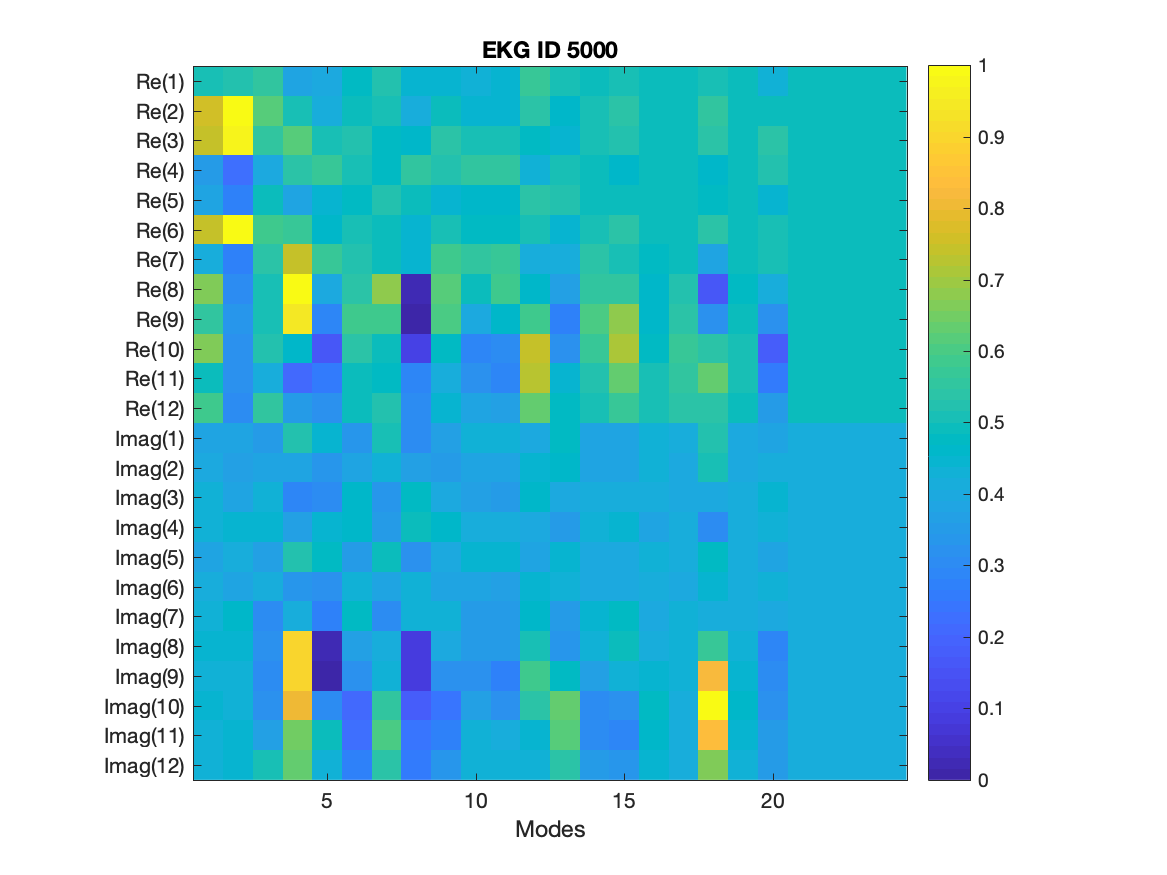 EKG ID 5000
Re(1)
Re(2)
Re(3)
Re(4)
Re(5)
Re(6)
Re(7)
Re(8)
Re(9)
Re(10)
Re(11)
Re(12)
Imag(1)
Imag(2)
Imag(3)
Imag(4)
Imag(5)
Imag(6)
Imag(7)
Imag(8)
Imag(9)
Imag(10)
Imag(11)
Imag(12)
5 10 15 20
Modes
1
0.9
0.8
0.7
0.6
0.5
0.4
0.3
0.2
0.1
0